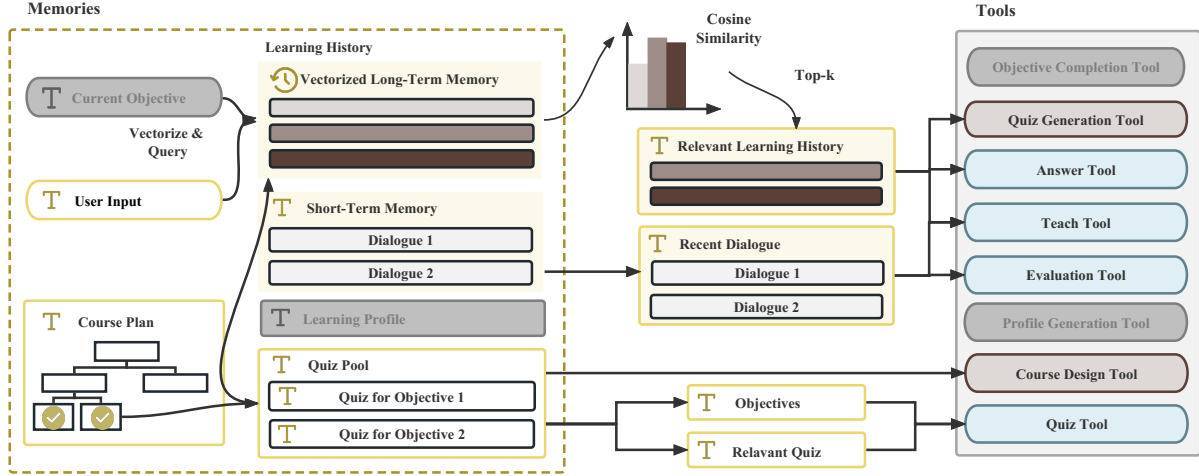 Memories
Learning History
Current Objective
Vectorize &
Query
User Input
Vectorized Long-Term Memory
Short-Term Memory
Dialogue 1
Dialogue 2
Learning Profile
Course Plan
Quiz Pool
Quiz for Objective 1
Quiz for Objective 2
Cosine
Similarity
Top-k
Relevant Learning History
Recent Dialogue
Dialogue 1
Dialogue 2
Objectives
Relavant Quiz
Tools
Objective Completion Tool
Quiz Generation Tool
Answer Tool
Teach Tool
Evaluation Tool
Profile Generation Tool
Course Design Tool
Quiz Tool